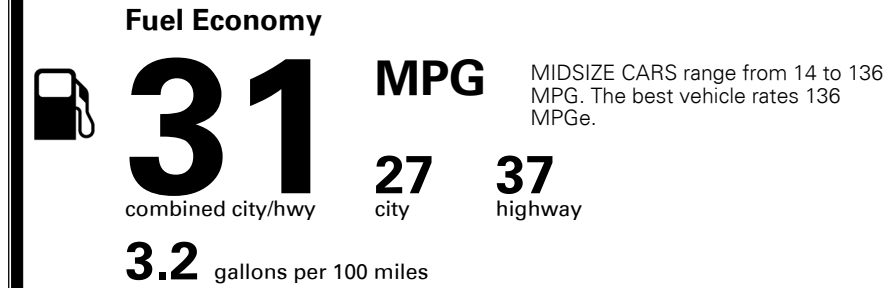 Fuel Economy
31
MPG
MIDSIZE CARS range from 14 to 136
MPG. The best vehicle rates 136
MPGe.
27
37
combined city/hwy
city
highway
3.2 gallons per 100 miles